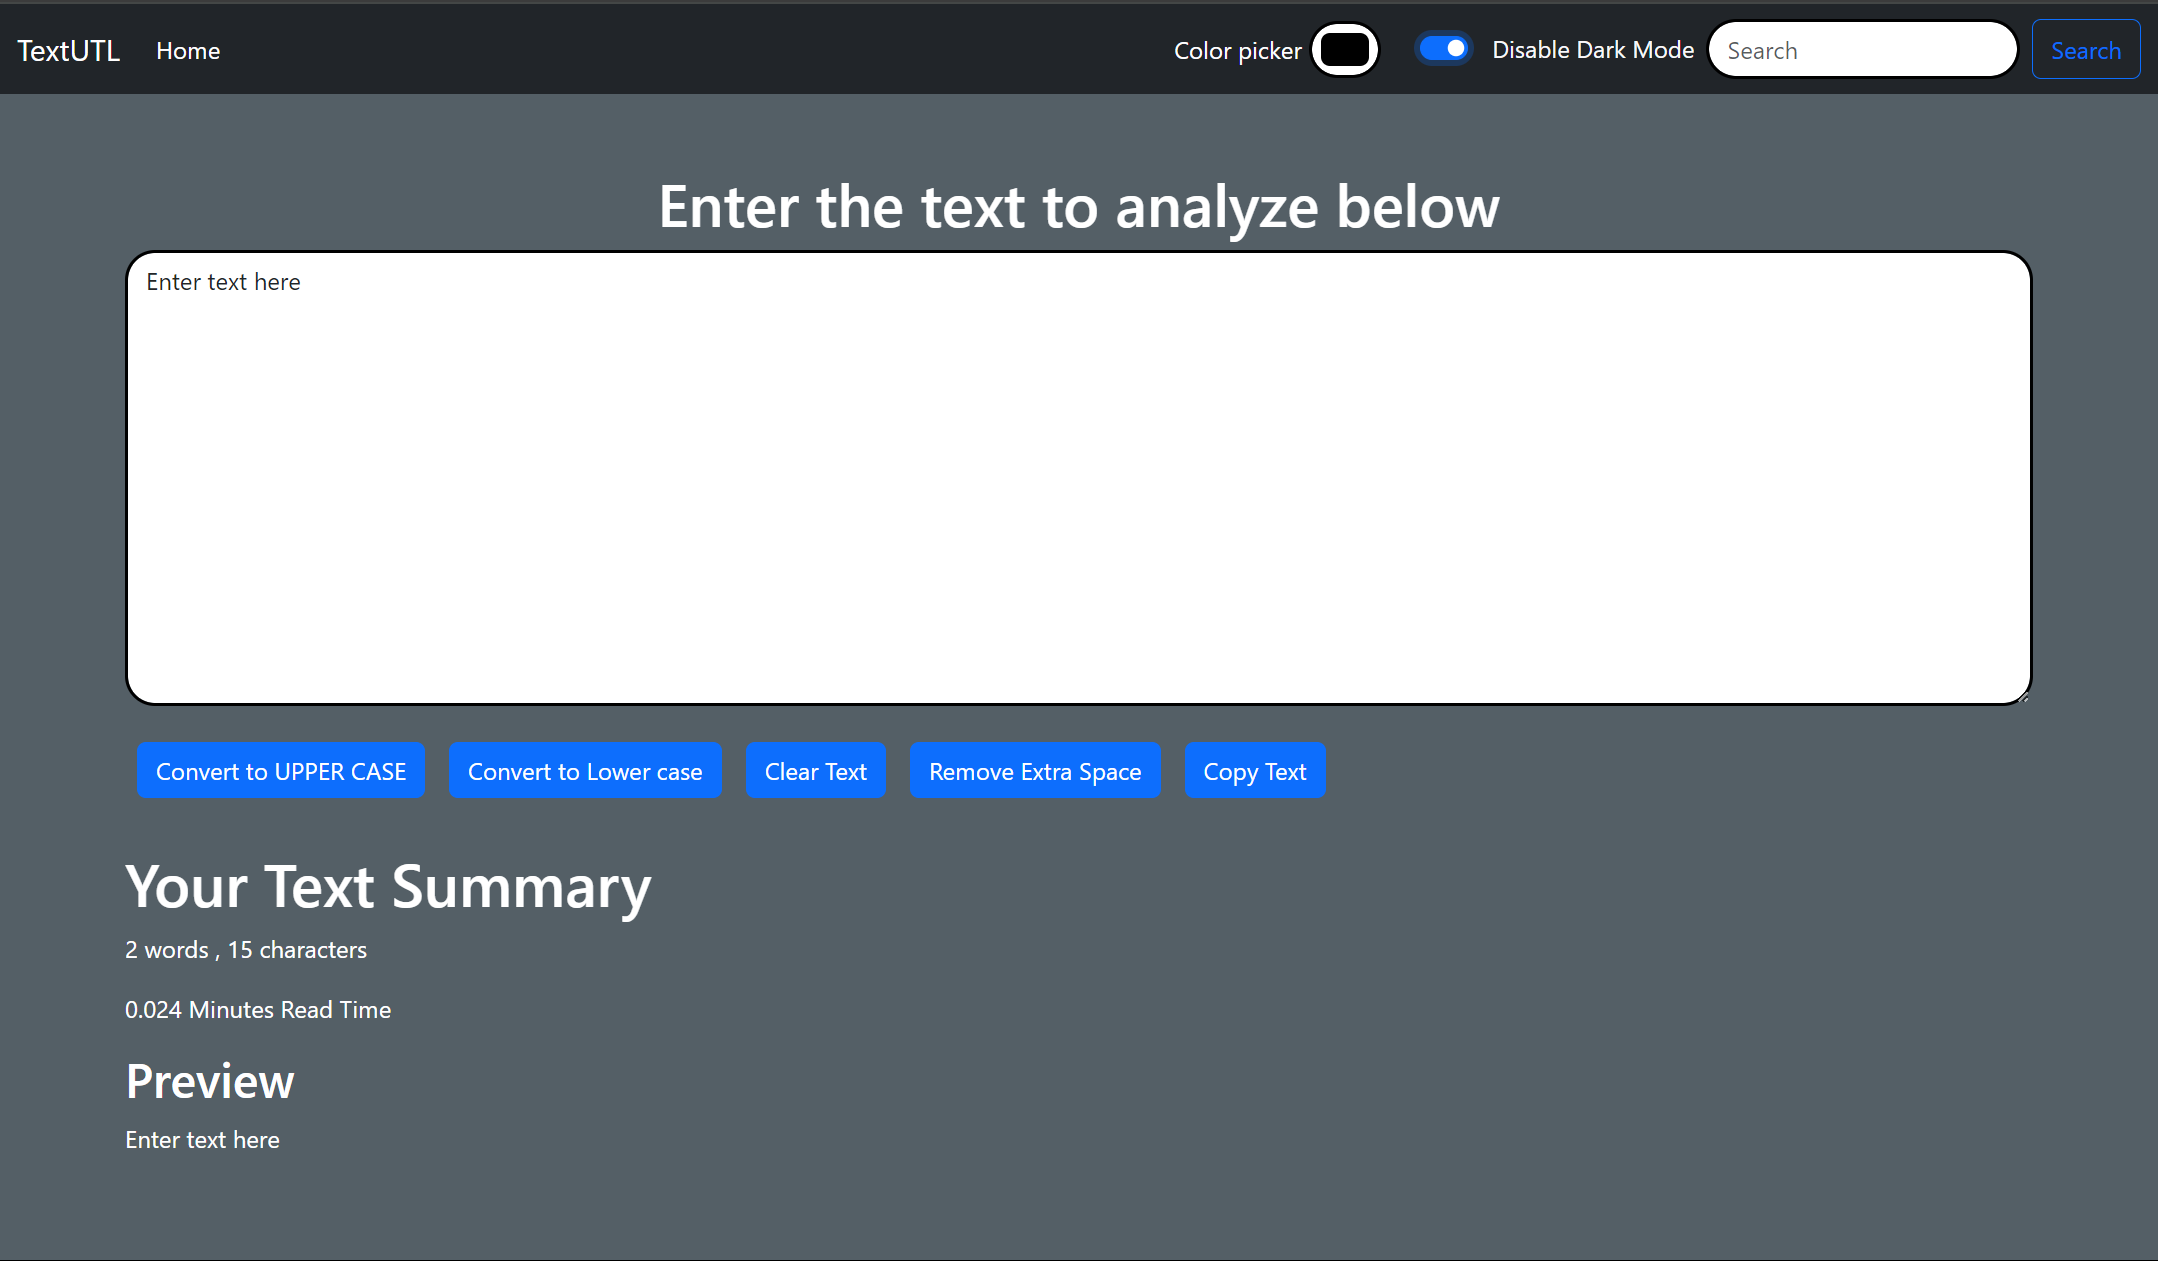 TextUTL Home Color picker Disable Dark Mode Search Search
Enter the text to analyze below
Enter text here
Convert to UPPER CASE Convert to Lower case Clear Text Remove Extra Space Copy Text
Your Text Summary
2 words , 15 characters
0.024 Minutes Read Time
Preview
Enter text here